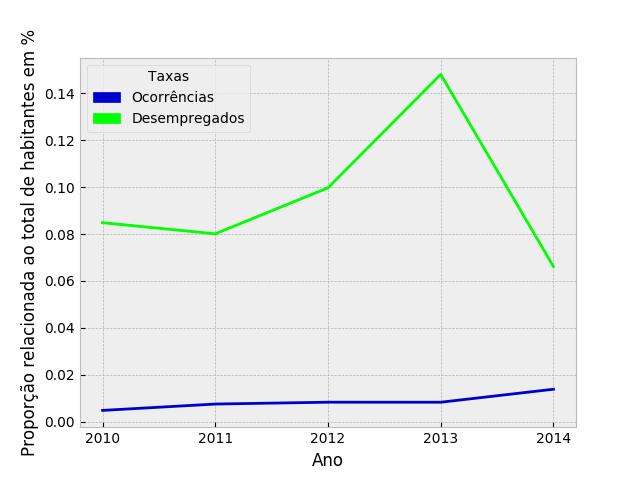 Proporção relacionada ao total de habitantes em %
0.14
0.12
0.10
0.08
0.06
0.04
0.02
0.00
Taxas
Ocorrências
Desempregados
2010 2011 2012 2013 2014
Ano